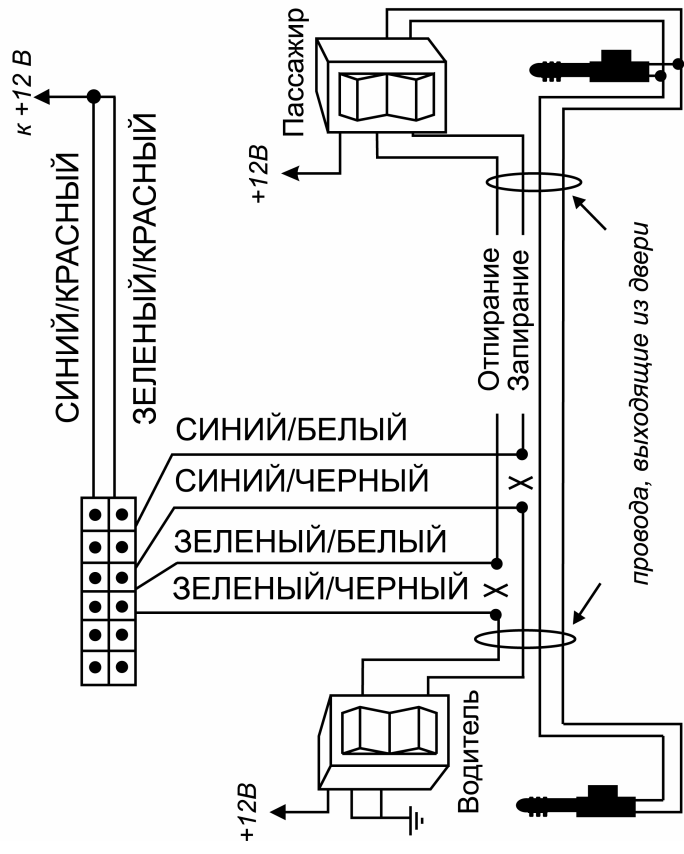 к +12 В
СИНИЙ/КРАСНЫЙ
ЗЕЛЕНЫЙ/КРАСНЫЙ
Пассажир
+12В
Отпирание
Запирание
провода, выходящие из двери
СИНИЙ/БЕЛЫЙ
СИНИЙ/ЧЕРНЫЙ
ЗЕЛЕНЫЙ/БЕЛЫЙ
ЗЕЛЕНЫЙ/ЧЕРНЫЙ
Водитель
+12В